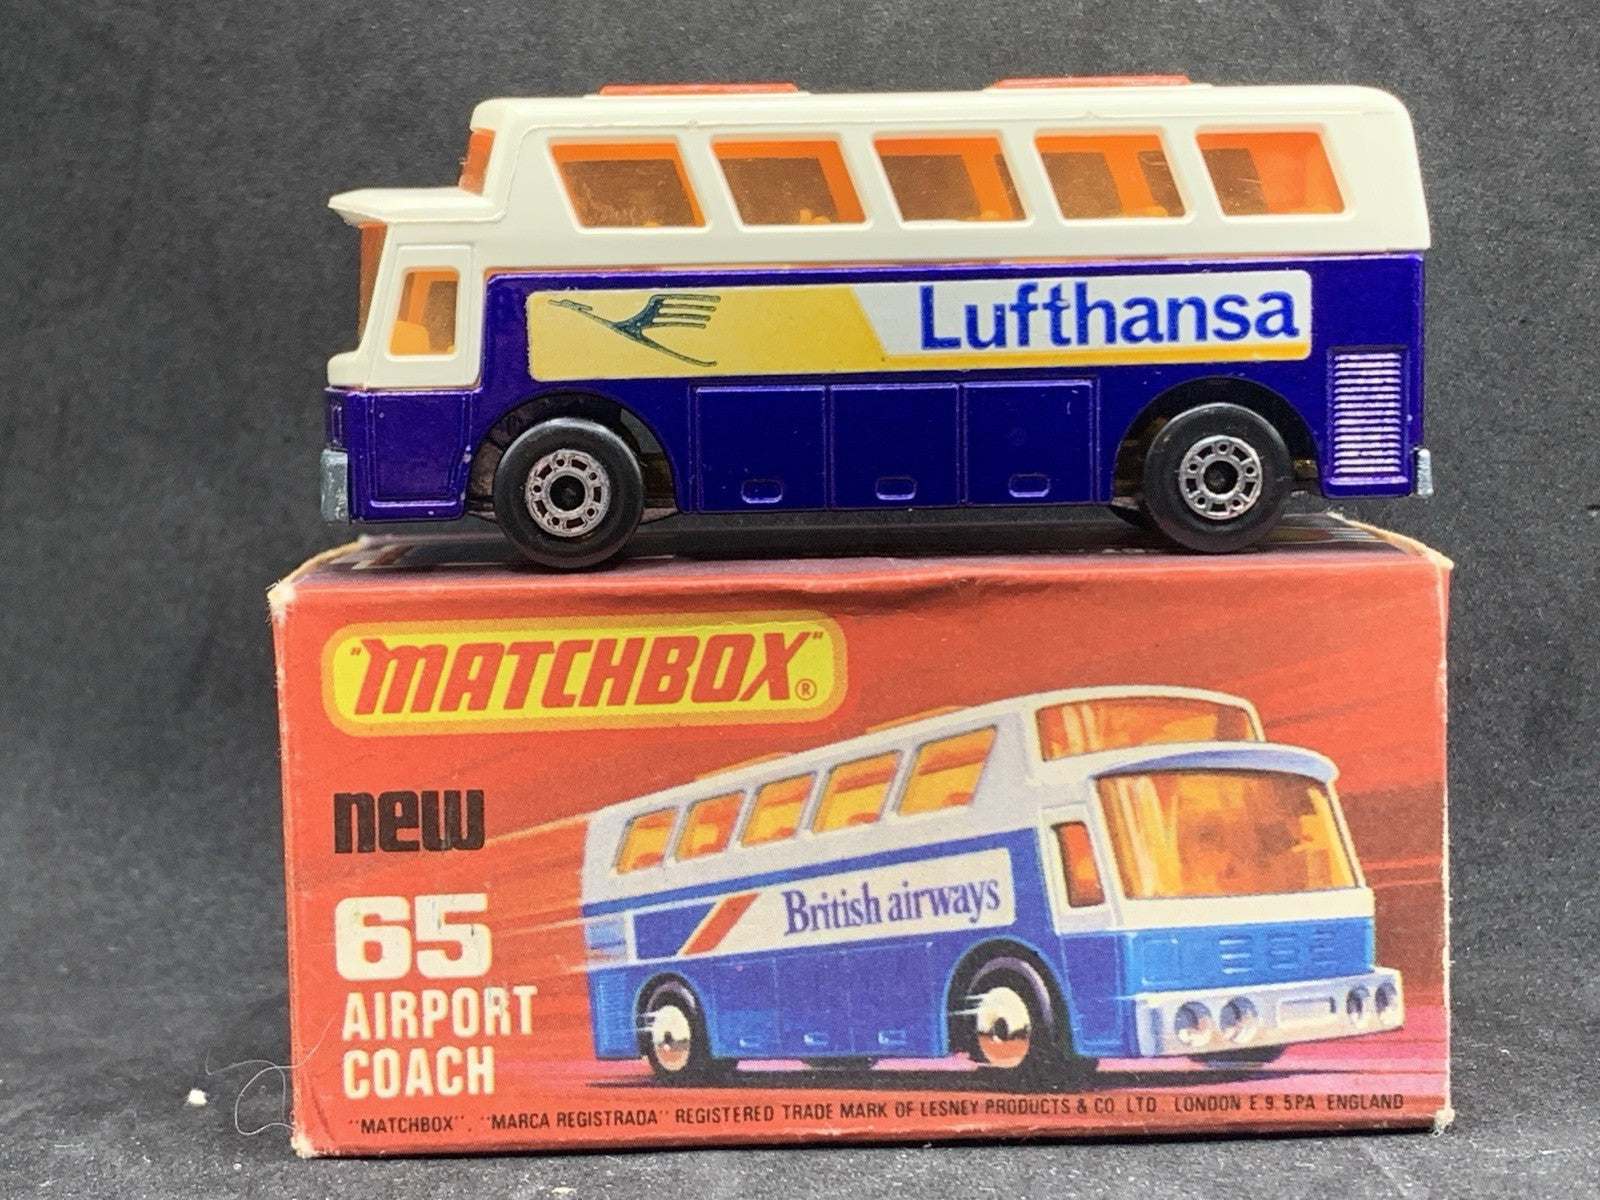 Lufthansa
"MATCHBOX"®
new
65
AIRPORT
COACH
British airways
"MATCHBOX", "MARCA REGISTRADA" REGISTERED TRADE MARK OF LESNEY PRODUCTS & CO LTD. LONDON E.9. 5PA ENGLAND